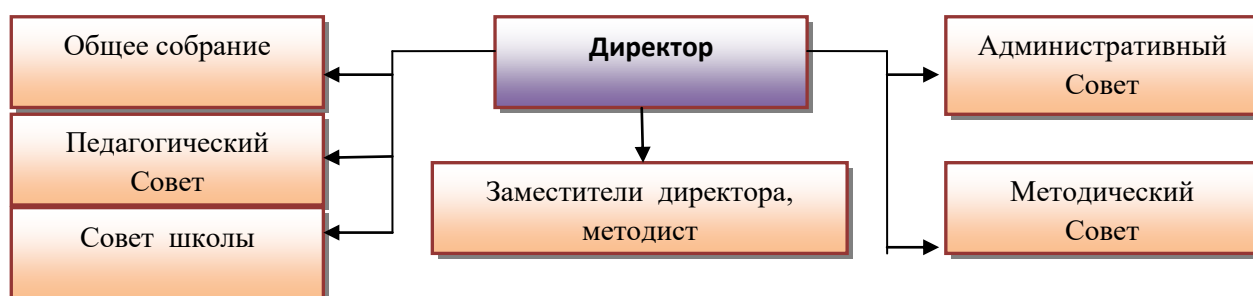 Общее собрание
Директор
Административный
Совет
Педагогический
Совет
Заместители директора,
методист
Методический
Совет
Совет школы